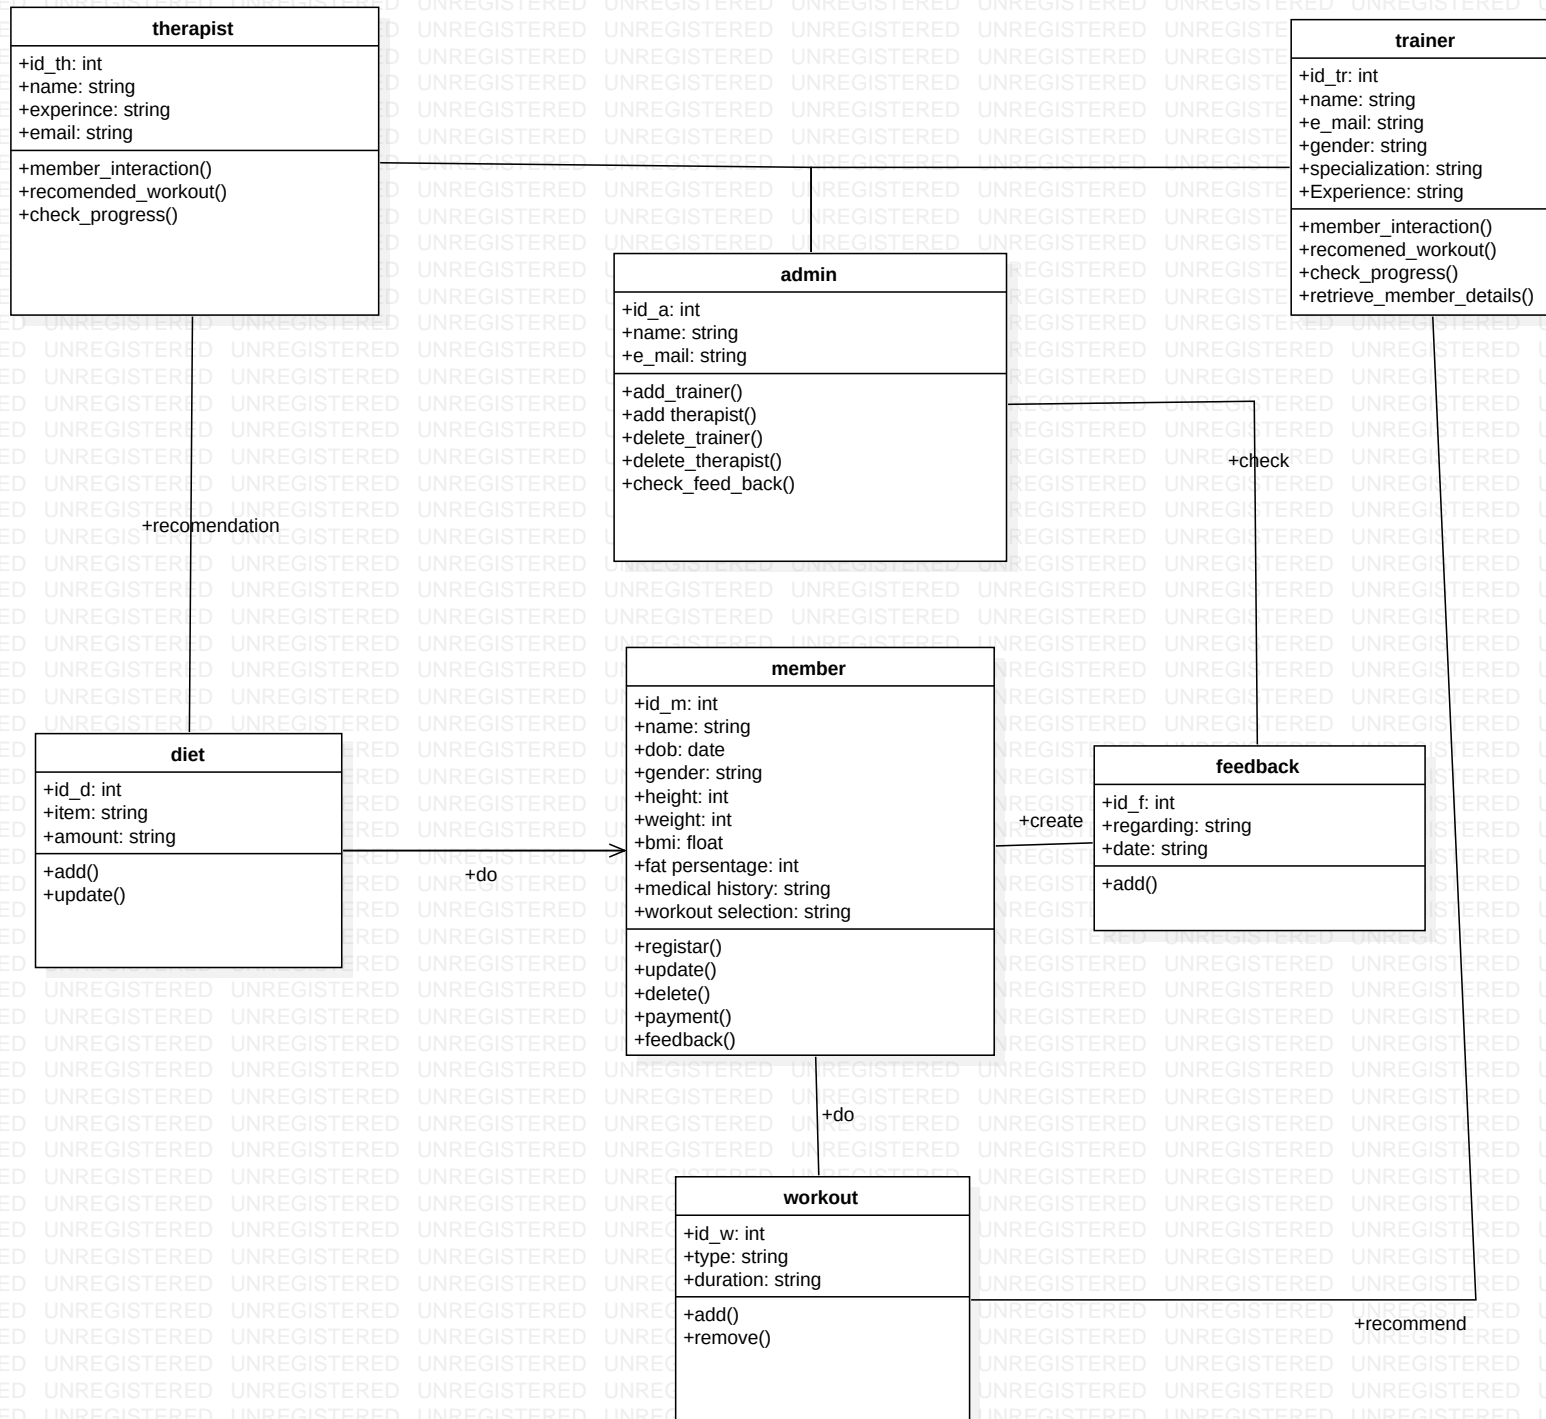 therapist
+id_th: int
+name: string
+experince: string
+email: string
+member_interaction()
+recomended_workout()
+check_progress()
trainer
+id_tr: int
+name: string
+e_mail: string
+gender: string
+specialization: string
+Experience: string
+member_interaction()
+recomened_workout()
+check_progress()
+retrieve_member_details()
admin
+id_a: int
+name: string
+e_mail: string
+add_trainer()
+add therapist()
+delete_trainer()
+delete_therapist()
+check_feed_back()
+check
+recomendation
member
+id_m: int
+name: string
+dob: date
+gender: string
+height: int
+weight: int
+bmi: float
+fat persentage: int
+medical history: string
+workout selection: string
+registar()
+update()
+delete()
+payment()
+feedback()
diet
+id_d: int
+item: string
+amount: string
+add()
+update()
+do
+create
feedback
+id_f: int
+regarding: string
+date: string
+add()
+do
workout
+id_w: int
+type: string
+duration: string
+add()
+remove()
+recommend
UNREGISTERED